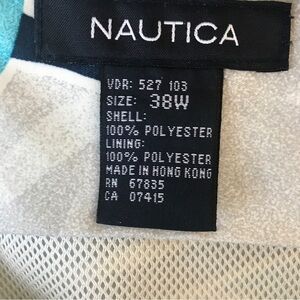 NAUTICA
VDR: 527 103
SIZE: 38W
SHELL:
100% POLYESTER
LINING:
100% POLYESTER
MADE IN HONG KONG
RN 67835
CA 07415